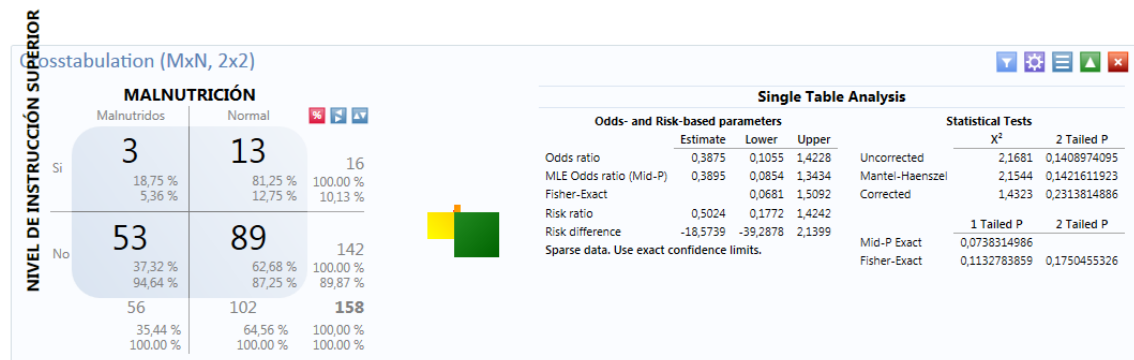 Crosstabulation (MxN, 2x2)
NIVEL DE INSTRUCCIÓN SUPERIOR
MALNUTRICIÓN
Malnutridos Normal %
Si 3 13 16
18,75 % 81,25 % 100.00 %
5,36 % 12,75 % 10,13 %
No 53 89 142
37,32 % 62,68 % 100.00 %
94,64 % 87,25 % 89,87 %
56 102 158
35,44 % 64,56 % 100,00 %
100.00 % 100.00 % 100.00 %
Single Table Analysis
Odds- and Risk-based parameters
Estimate Lower Upper
Odds ratio 0,3875 0,1055 1,4228
MLE Odds ratio (Mid-P) 0,3895 0,0854 1,3434
Fisher-Exact 0,0681 1,5092
Risk ratio 0,5024 0,1772 1,4242
Risk difference -18,5739 -39,2878 2,1399
Sparse data. Use exact confidence limits.
Statistical Tests
X² 2 Tailed P
Uncorrected 2,1681 0,1408974095
Mantel-Haenszel 2,1544 0,1421611923
Corrected 1,4323 0,2313814886
1 Tailed P 2 Tailed P
Mid-P Exact 0,0738314986
Fisher-Exact 0,1132783859 0,1750455326